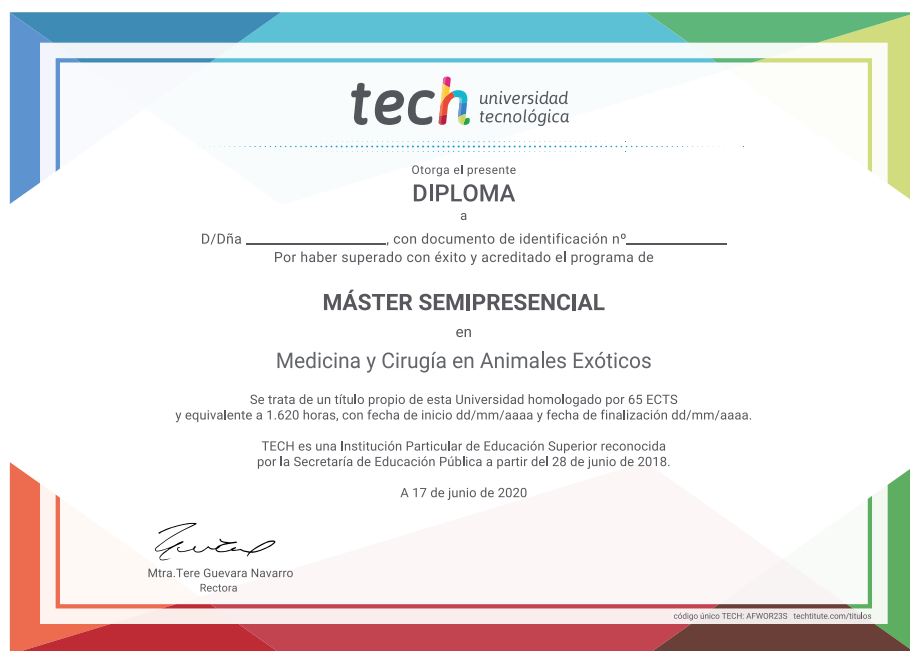 tech universidad
tecnológica
Otorga el presente
DIPLOMA
a
D/Dña ______________, con documento de identificación nº__________
Por haber superado con éxito y acreditado el programa de
MÁSTER SEMIPRESENCIAL
en
Medicina y Cirugía en Animales Exóticos
Se trata de un título propio de esta Universidad homologado por 65 ECTS
y equivalente a 1.620 horas, con fecha de inicio dd/mm/aaaa y fecha de finalización dd/mm/aaaa.
TECH es una Institución Particular de Educación Superior reconocida
por la Secretaría de Educación Pública a partir del 28 de junio de 2018.
A 17 de junio de 2020
Mtra.Tere Guevara Navarro
Rectora
código único TECH: AFWOR23S techtitute.com/titulos